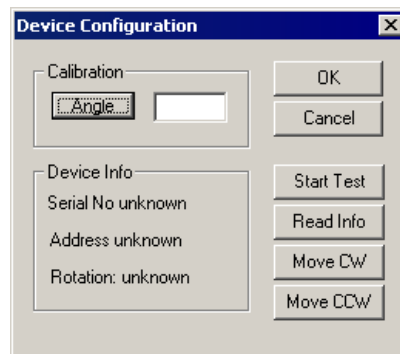 Device Configuration
Calibration
Angle
OK
Cancel
Device Info
Serial No unknown
Address unknown
Rotation: unknown
Start Test
Read Info
Move CW
Move CCW